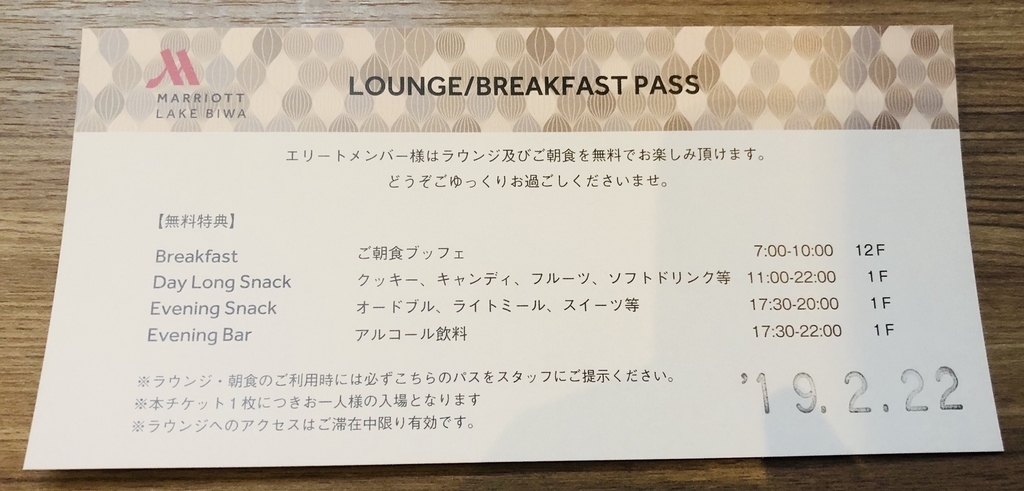 MARRIOTT
LAKE BIWA
LOUNGE/BREAKFAST PASS
エリートメンバー様はラウンジ及びご朝食を無料でお楽しみ頂けます。
どうぞごゆっくりお過ごしくださいませ。
【無料特典】
Breakfast ご朝食ブッフェ 7:00-10:00 12F
Day Long Snack クッキー、キャンディ、フルーツ、ソフトドリンク等 11:00-22:00 1F
Evening Snack オードブル、ライトミール、スイーツ等 17:30-20:00 1F
Evening Bar アルコール飲料 17:30-22:00 1F
※ラウンジ・朝食のご利用時には必ずこちらのパスをスタッフにご提示ください。
※本チケット1枚につきお一人様の入場となります
※ラウンジへのアクセスはご滞在中限り有効です。
'19.2.22